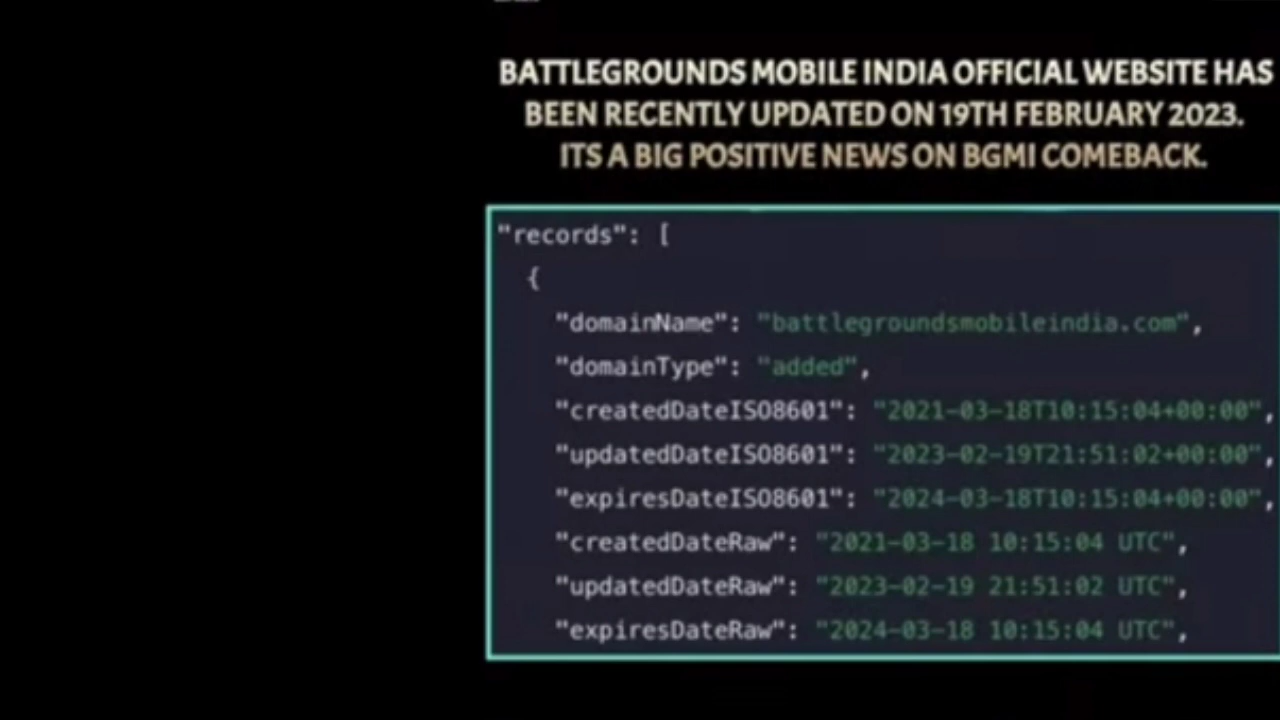 BATTLEGROUNDS MOBILE INDIA OFFICIAL WEBSITE HAS
BEEN RECENTLY UPDATED ON 19TH FEBRUARY 2023.
ITS A BIG POSITIVE NEWS ON BGMI COMEBACK.
"records": [
{
"domainName": "battlegroundsmobileindia.com",
"domainType": "added",
"createdDateISO8601": "2021-03-18T10:15:04+00:00",
"updatedDateISO8601": "2023-02-19T21:51:02+00:00",
"expiresDateISO8601": "2024-03-18T10:15:04+00:00",
"createdDateRaw": "2021-03-18 10:15:04 UTC",
"updatedDateRaw": "2023-02-19 21:51:02 UTC",
"expiresDateRaw": "2024-03-18 10:15:04 UTC",